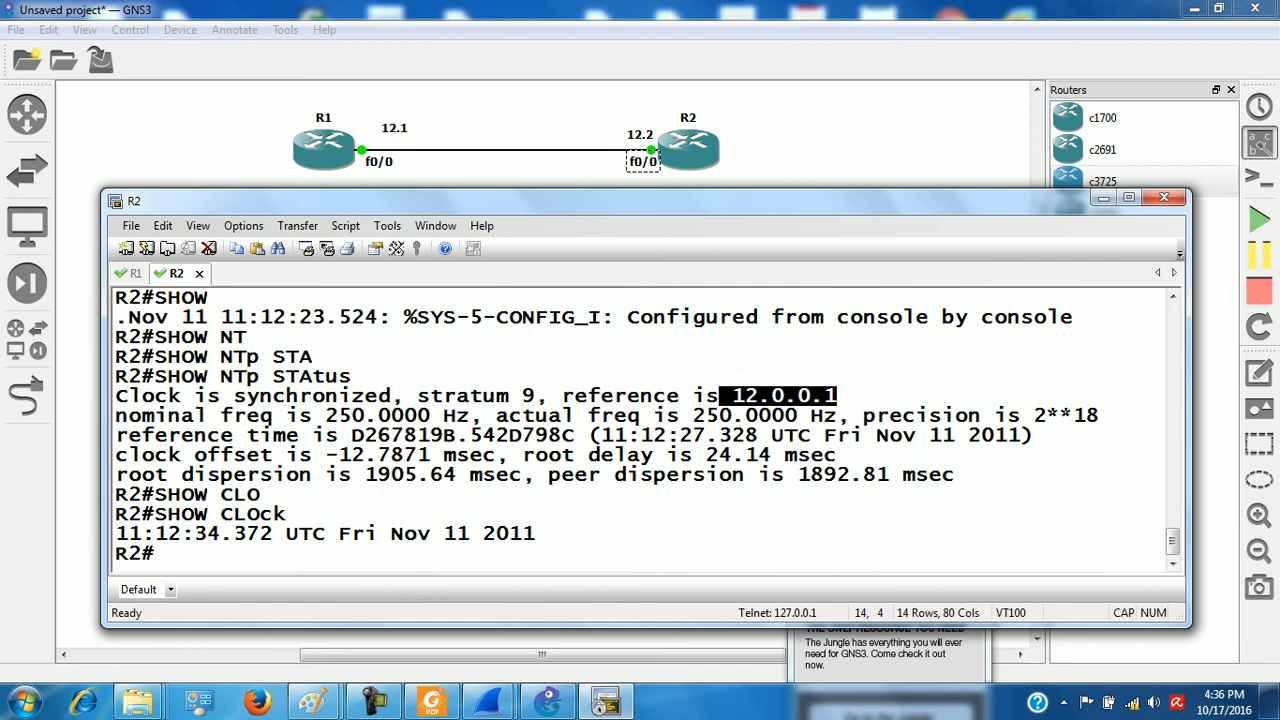 Unsaved project* — GNS3
File Edit View Control Device Annotate Tools Help
Routers
c1700
c2691
c3725
R1
12.1
f0/0
R2
12.2
f0/0
R2
File Edit View Options Transfer Script Tools Window Help
R1 R2
R2#SHOW
.Nov 11 11:12:23.524: %SYS-5-CONFIG_I: Configured from console by console
R2#SHOW NT
R2#SHOW NTp STA
R2#SHOW NTp STAtus
Clock is synchronized, stratum 9, reference is 12.0.0.1
nominal freq is 250.0000 Hz, actual freq is 250.0000 Hz, precision is 2**18
reference time is D267819B.542D798C (11:12:27.328 UTC Fri Nov 11 2011)
clock offset is -12.7871 msec, root delay is 24.14 msec
root dispersion is 1905.64 msec, peer dispersion is 1892.81 msec
R2#SHOW CLO
R2#SHOW CLOck
11:12:34.372 UTC Fri Nov 11 2011
R2#
Default
Ready Telnet: 127.0.0.1 14, 4 14 Rows, 80 Cols VT100 CAP NUM
THE ONLY RESOURCE YOU NEED
The Jungle has everything you will ever
need for GNS3. Come check it out
now.
PDF
4:36 PM
10/17/2016